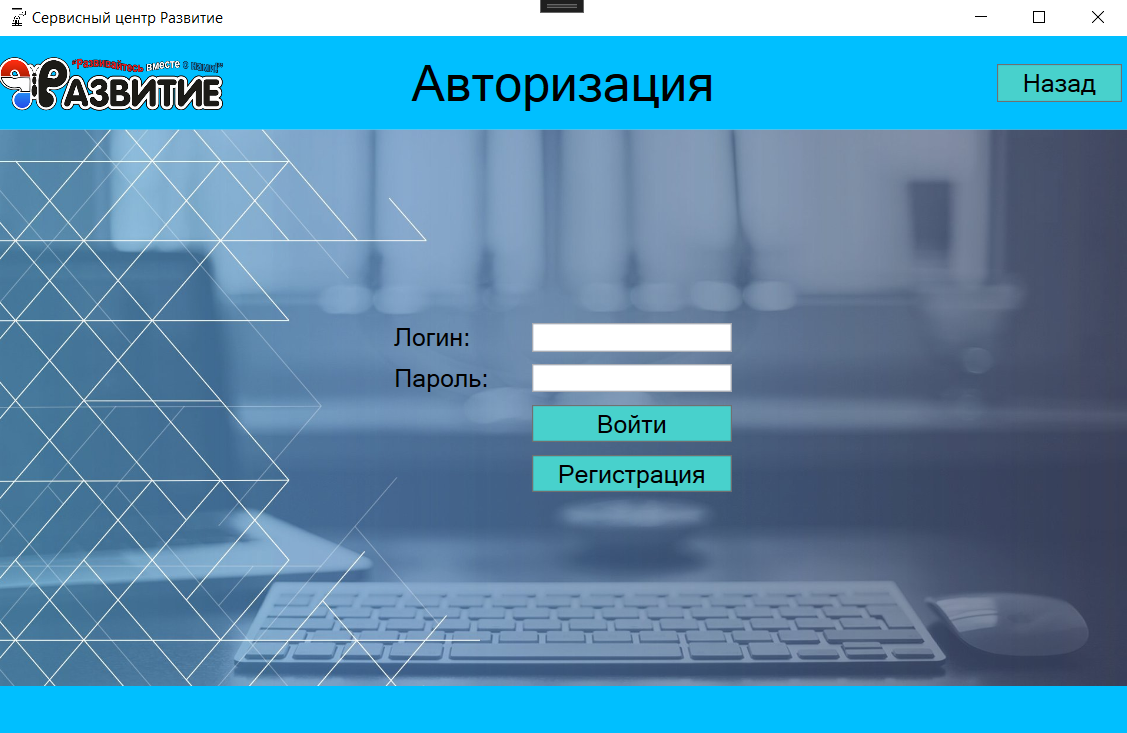 Сервисный центр Развитие
"Развивайтесь вместе с нами!"
РАЗВИТИЕ
Авторизация
Назад
Логин:
Пароль:
Войти
Регистрация